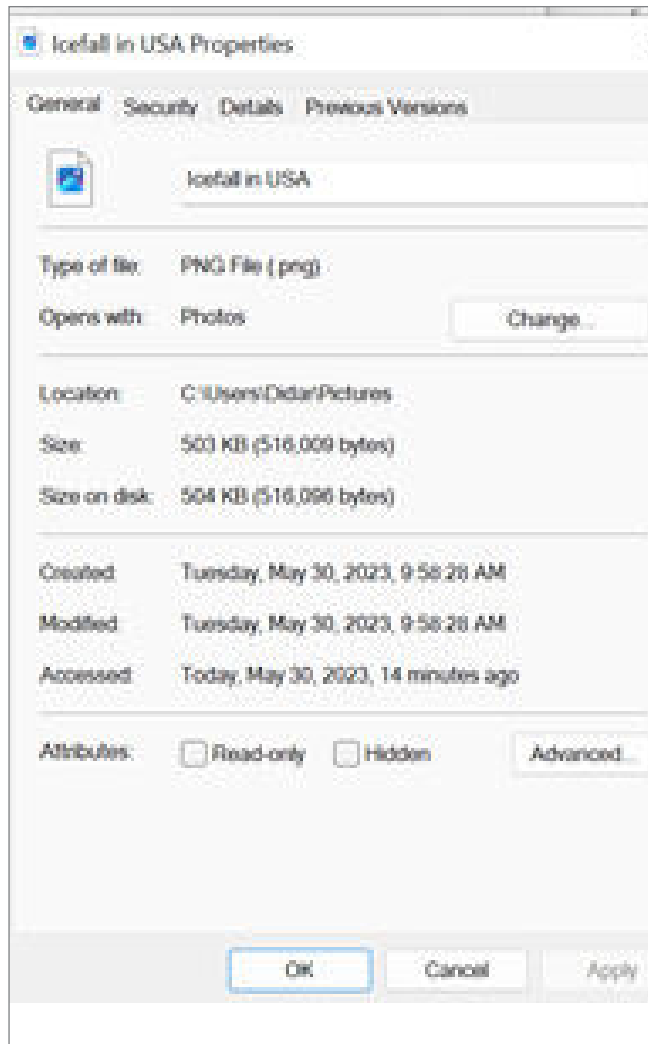 Icefall in USA Properties
General Security Details Previous Versions
Icefall in USA
Type of file: PNG File (.png)
Opens with: Photos Change...
Location: C:\Users\Didar\Pictures
Size: 503 KB (516,009 bytes)
Size on disk: 504 KB (516,096 bytes)
Created: Tuesday, May 30, 2023, 9:58:28 AM
Modified: Tuesday, May 30, 2023, 9:58:28 AM
Accessed: Today, May 30, 2023, 14 minutes ago
Attributes: Read-only Hidden Advanced...
OK Cancel Apply